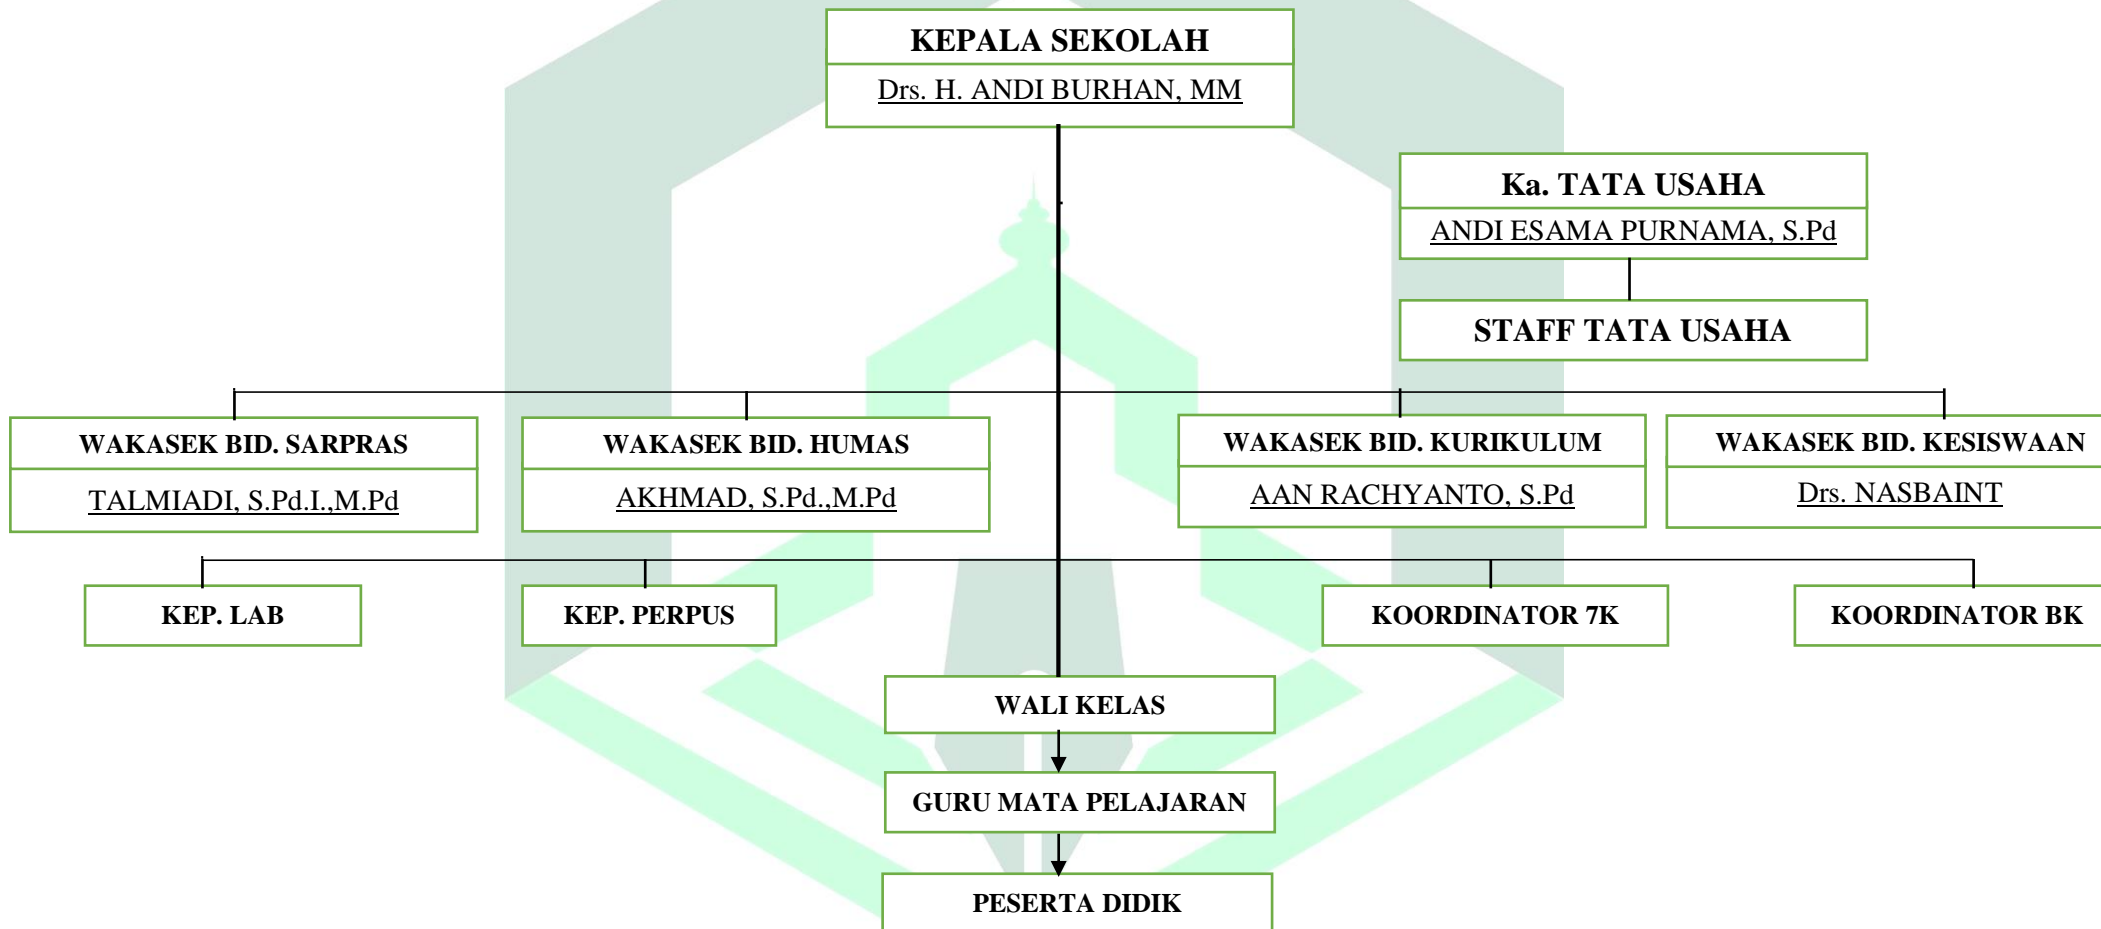 KEPALA SEKOLAH
Drs. H. ANDI BURHAN, MM
Ka. TATA USAHA
ANDI ESAMA PURNAMA, S.Pd
STAFF TATA USAHA
WAKASEK BID. SARPRAS
TALMIADI, S.Pd.I.,M.Pd
WAKASEK BID. HUMAS
AKHMAD, S.Pd.,M.Pd
WAKASEK BID. KURIKULUM
AAN RACHYANTO, S.Pd
WAKASEK BID. KESISWAAN
Drs. NASBAINT
KEP. LAB
KEP. PERPUS
KOORDINATOR 7K
KOORDINATOR BK
WALI KELAS
GURU MATA PELAJARAN
PESERTA DIDIK